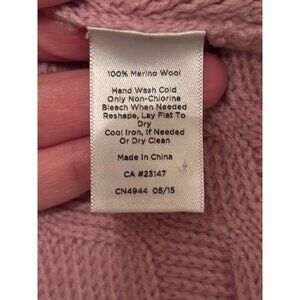 100% Merino Wool
Hand Wash Cold
Only Non-Chlorine
Bleach When Needed
Reshape, Lay Flat To
Dry
Cool Iron, If Needed
Or Dry Clean
Made In China
CA #23147
CN4944 05/15